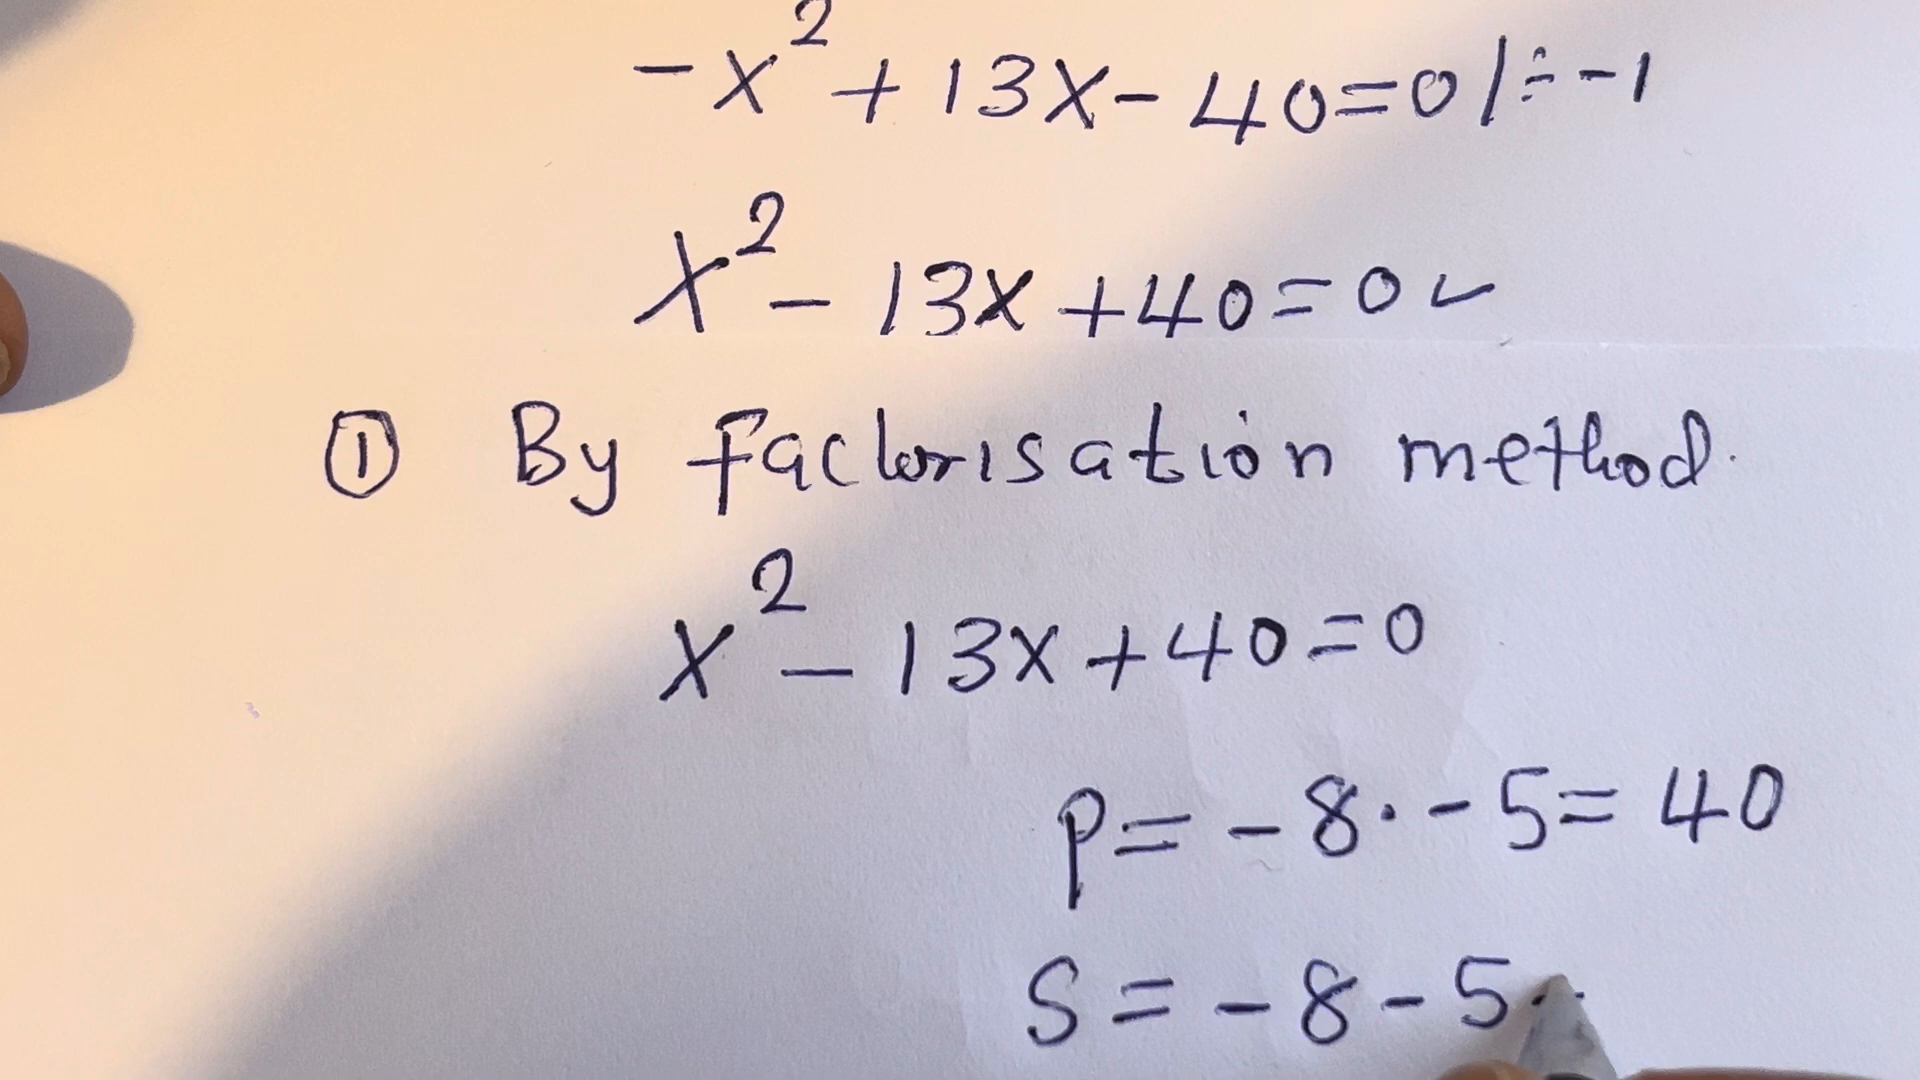 -x² + 13x - 40 = 0 / ÷ -1
x² - 13x + 40 = 0 ✓
① By factorisation method.
x² - 13x + 40 = 0
P = -8 · -5 = 40
S = -8 - 5